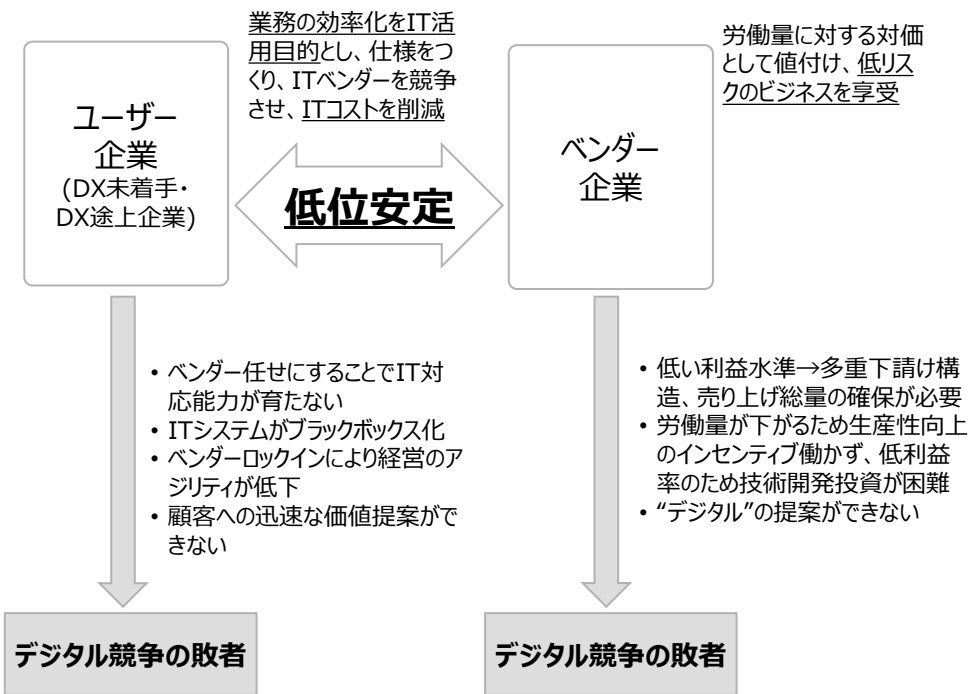 業務の効率化をIT活
用目的とし、仕様をつ
くり、ITベンダーを競争
させ、ITコストを削減
労働量に対する対価
として値付け、低リス
クのビジネスを享受
ユーザー
企業
(DX未着手・
DX途上企業)
低位安定
ベンダー
企業
• ベンダー任せにすることでIT対
応能力が育たない
• ITシステムがブラックボックス化
• ベンダーロックインにより経営のア
ジリティが低下
• 顧客への迅速な価値提案がで
きない
• 低い利益水準→多重下請け構
造、売り上げ総量の確保が必要
• 労働量が下がるため生産性向上
のインセンティブ働かず、低利益
率のため技術開発投資が困難
• “デジタル”の提案ができない
デジタル競争の敗者
デジタル競争の敗者